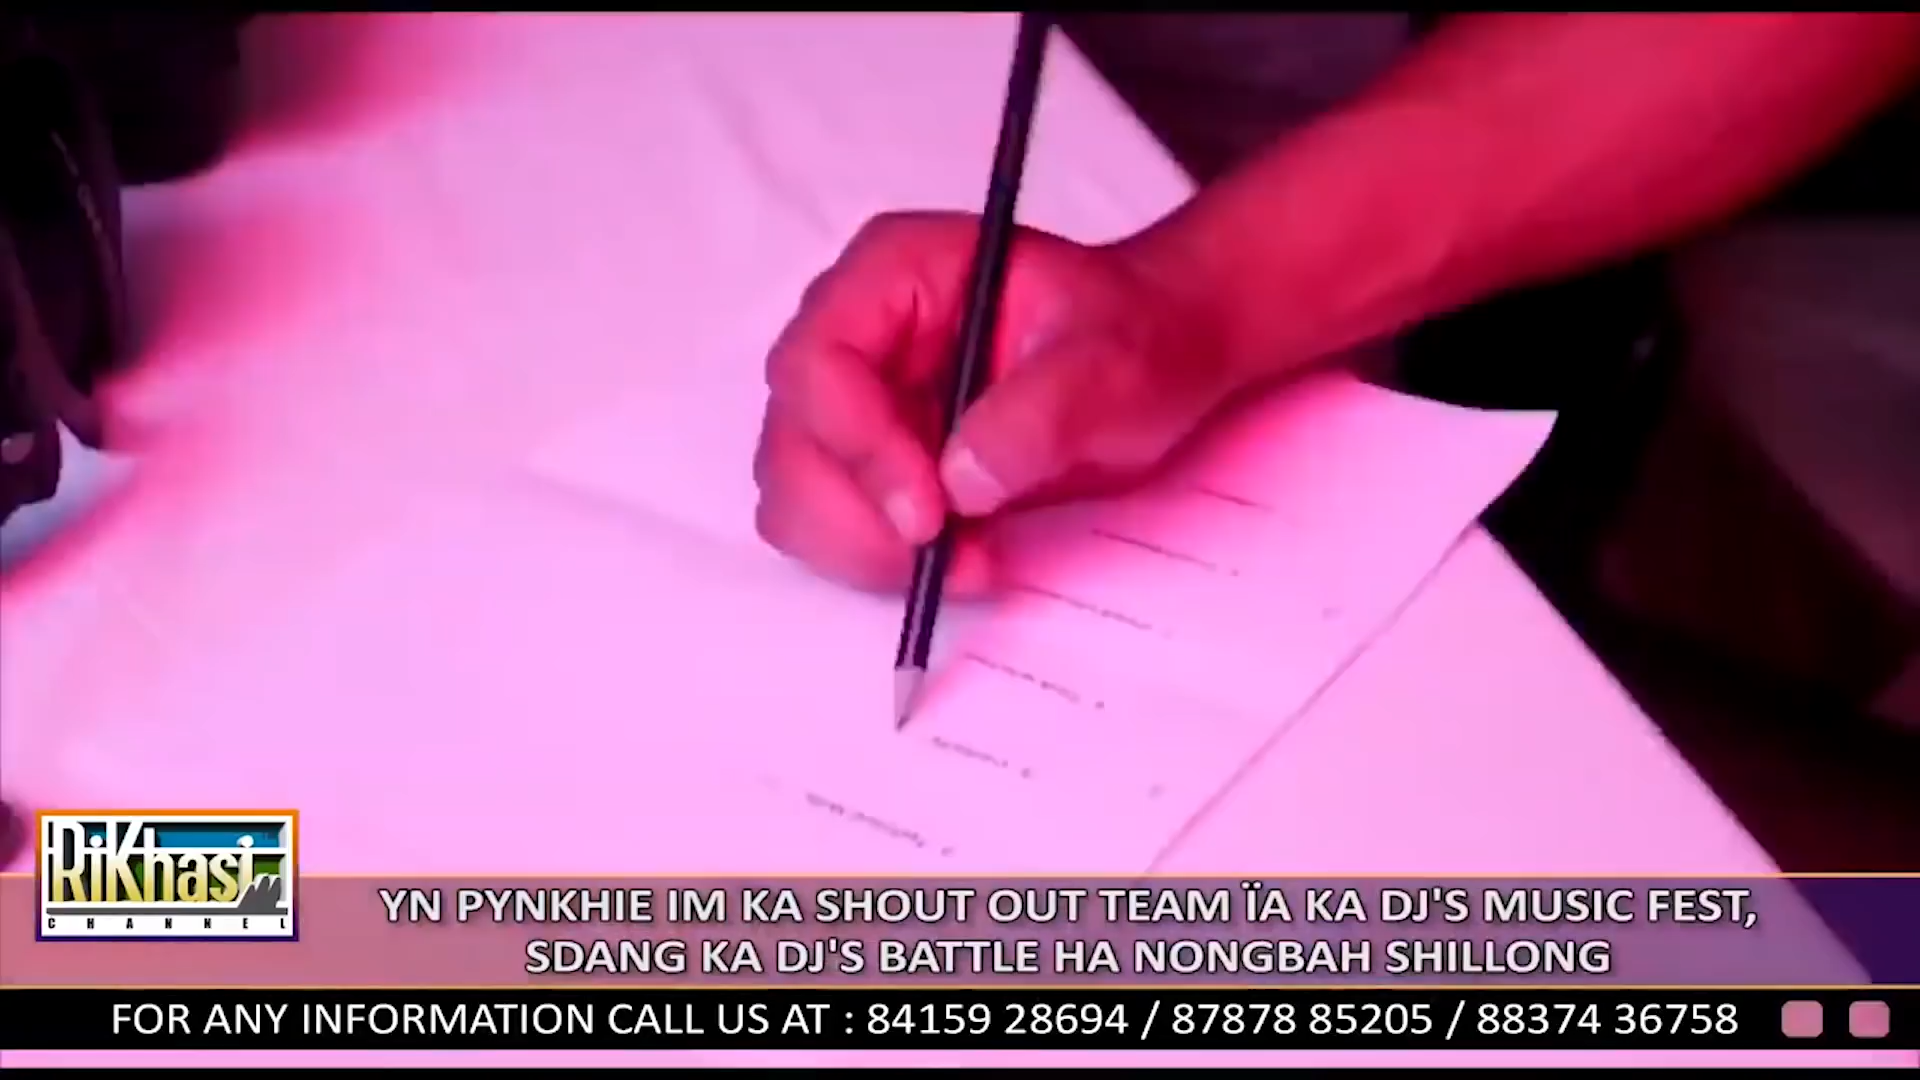 RiKhasi
CHANNEL
YN PYNKHIE IM KA SHOUT OUT TEAM ÏA KA DJ'S MUSIC FEST,
SDANG KA DJ'S BATTLE HA NONGBAH SHILLONG
FOR ANY INFORMATION CALL US AT : 84159 28694 / 87878 85205 / 88374 36758